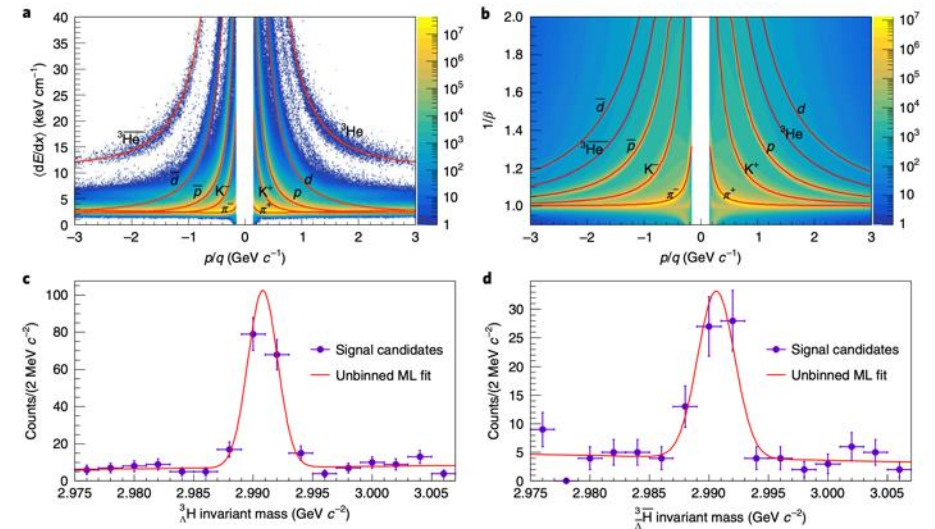 a
⟨dE/dx⟩ (keV cm⁻¹)
40
35
30
25
20
15
10
5
0
³H̅e̅
³He
d̅
p̅
K⁻
π⁻
π⁺
K⁺
p
d
−3 −2 −1 0 1 2 3
p/q (GeV c⁻¹)
10⁷
10⁶
10⁵
10⁴
10³
10²
10
1
b
1/β
2.0
1.8
1.6
1.4
1.2
1.0
d̅
³H̅e̅
p̅
K⁻
π⁻
π⁺
K⁺
p
³He
d
−3 −2 −1 0 1 2 3
p/q (GeV c⁻¹)
10⁷
10⁶
10⁵
10⁴
10³
10²
10
1
c
Counts/(2 MeV c⁻²)
100
80
60
40
20
0
Signal candidates
Unbinned ML fit
2.975 2.980 2.985 2.990 2.995 3.000 3.005
³ΛH invariant mass (GeV c⁻²)
d
Counts/(2 MeV c⁻²)
30
25
20
15
10
5
0
Signal candidates
Unbinned ML fit
2.975 2.980 2.985 2.990 2.995 3.000 3.005
³Λ̅H̅ invariant mass (GeV c⁻²)